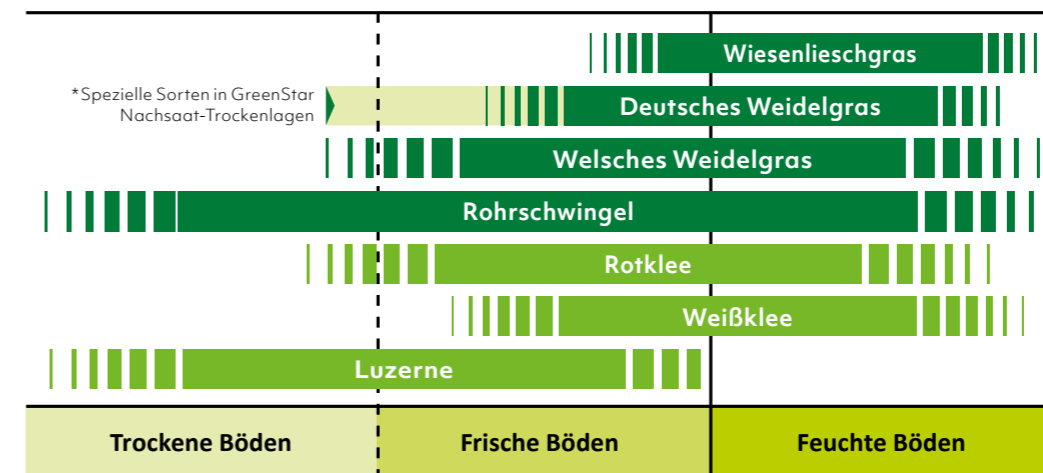 Wiesenlieschgras
*Spezielle Sorten in GreenStar
Nachsaat-Trockenlagen
Deutsches Weidelgras
Welsches Weidelgras
Rohrschwingel
Rotklee
Weißklee
Luzerne
Trockene Böden
Frische Böden
Feuchte Böden